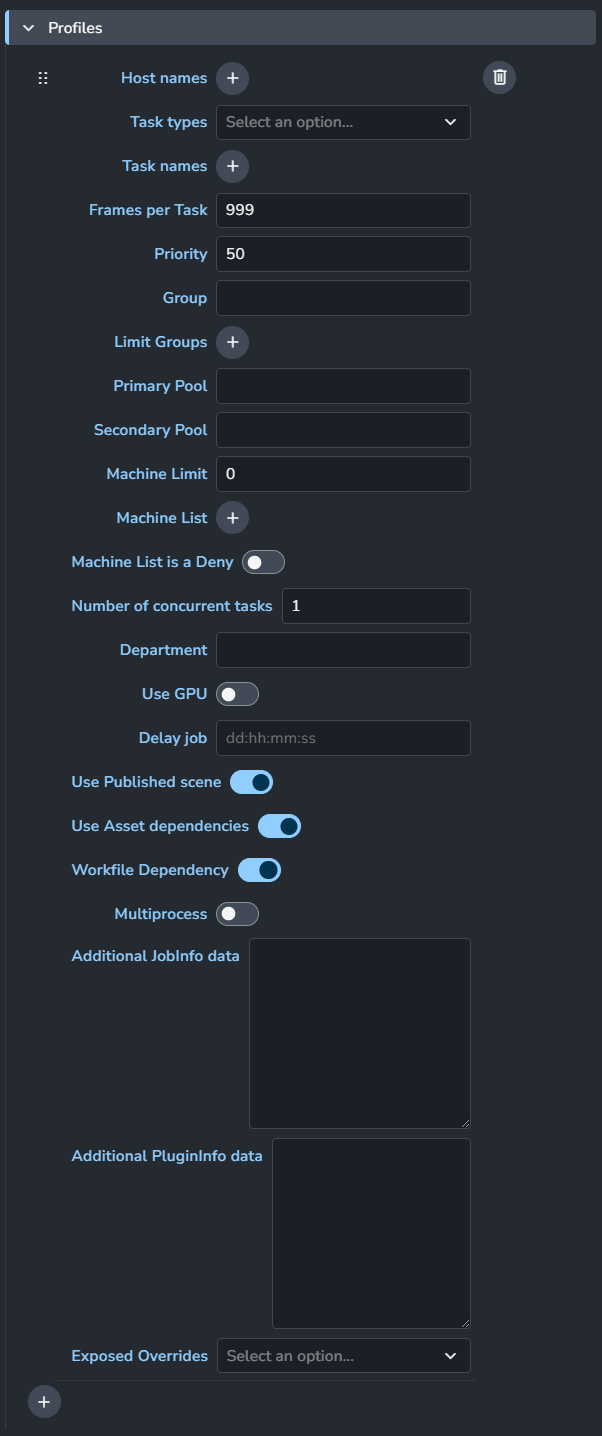 Profiles
Host names
Task types Select an option...
Task names
Frames per Task 999
Priority 50
Group
Limit Groups
Primary Pool
Secondary Pool
Machine Limit 0
Machine List
Machine List is a Deny
Number of concurrent tasks 1
Department
Use GPU
Delay job dd:hh:mm:ss
Use Published scene
Use Asset dependencies
Workfile Dependency
Multiprocess
Additional JobInfo data
Additional PluginInfo data
Exposed Overrides Select an option...